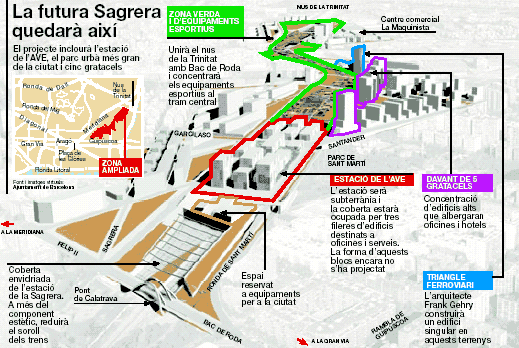 La futura Sagrera
quedarà així
El projecte inclourà l'estació
de l'AVE, el parc urbà més gran
de la ciutat i cinc gratacels
Ronda de Dalt
Nus de
la Trinitat
Ronda del Mig
Diagonal
Meridiana
Gran Via
Aragó
Guipúscoa
Plaça de
les Glòries
Ronda Litoral
ZONA
AMPLIADA
Font i imatges virtuals:
Ajuntament de Barcelona
ZONA VERDA
I D'EQUIPAMENTS
ESPORTIUS
Unirà el nus
de la Trinitat
amb Bac de Roda
i concentrarà
els equipaments
esportius al
tram central
NUS DE LA TRINITAT
Centre comercial
La Maquinista
GARCILASO
SANTANDER
PARC DE
SANT MARTÍ
ESTACIÓ DE L'AVE
L'estació serà
subterrània i
la coberta estarà
ocupada per tres
fileres d'edificis
destinats a
oficines i serveis.
La forma d'aquests
blocs encara no
s'ha projectat
DAVANT DE 5
GRATACELS
Concentració
d'edificis alts
que albergaran
oficines i hotels
TRIANGLE
FERROVIARI
L'arquitecte
Frank Gehry
construirà
un edifici
singular en
aquests terrenys
A LA MERIDIANA
FELIP II
SAGRERA
RONDA DE SANT MARTÍ
Espai
reservat
a equipaments
per a la ciutat
Coberta
envidriada
de l'estació
de la Sagrera.
A més del
component
estètic, reduirà
el soroll
dels trens
Pont
de Calatrava
BAC DE RODA
A LA GRAN VIA
RAMBLA DE
GUIPÚSCOA